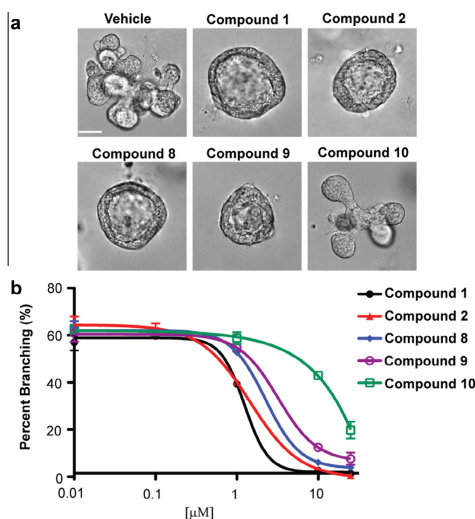 a
Vehicle Compound 1 Compound 2
Compound 8 Compound 9 Compound 10
b
Percent Branching (%)
80
60
40
20
0
0.01 0.1 1 10
[µM]
Compound 1
Compound 2
Compound 8
Compound 9
Compound 10